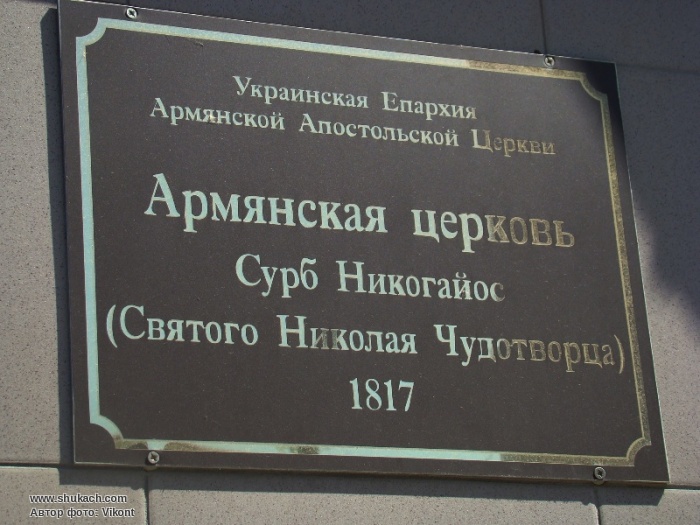 Украинская Епархия
Армянской Апостольской Церкви
Армянская церковь
Сурб Никогайос
(Святого Николая Чудотворца)
1817
www.shukach.com
Автор фото: Vikont